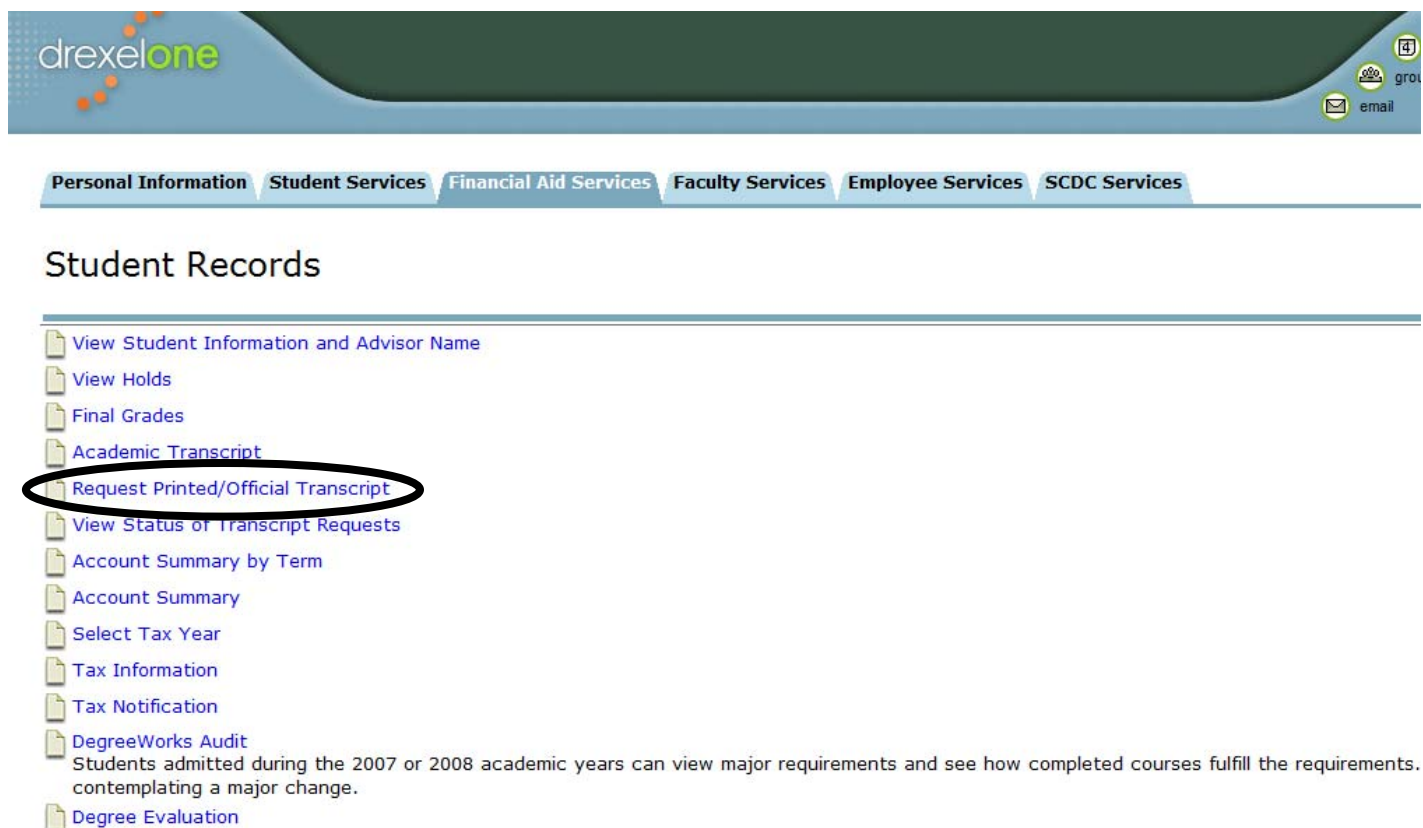 drexelone
4
grou
email
Personal Information Student Services Financial Aid Services Faculty Services Employee Services SCDC Services
Student Records
View Student Information and Advisor Name
View Holds
Final Grades
Academic Transcript
Request Printed/Official Transcript
View Status of Transcript Requests
Account Summary by Term
Account Summary
Select Tax Year
Tax Information
Tax Notification
DegreeWorks Audit
Students admitted during the 2007 or 2008 academic years can view major requirements and see how completed courses fulfill the requirements.
contemplating a major change.
Degree Evaluation